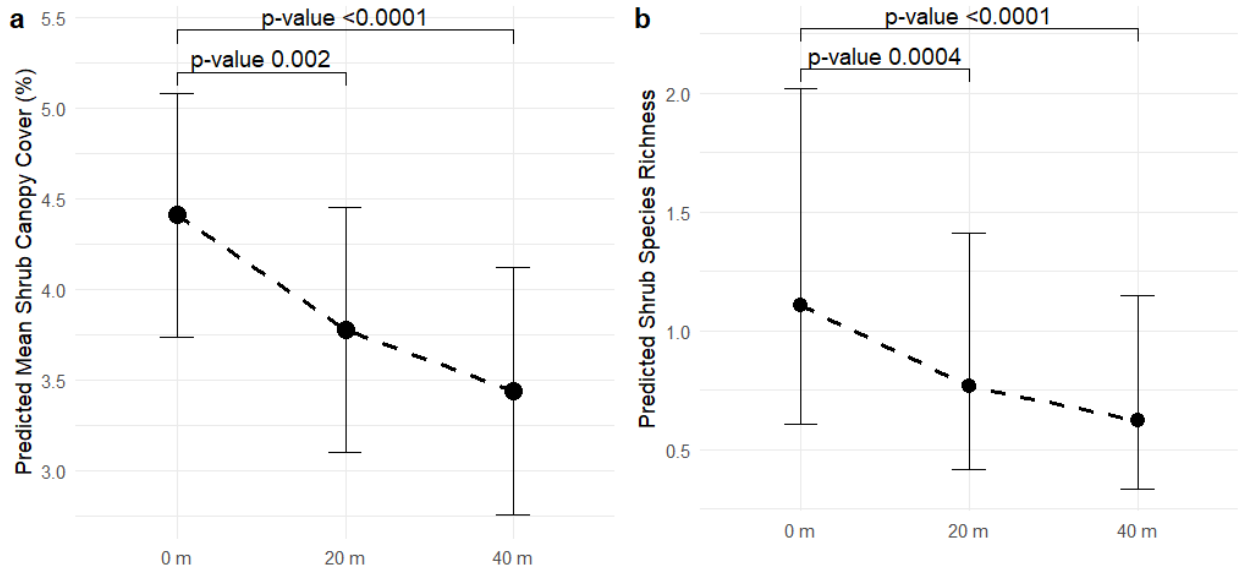 a
p-value <0.0001
p-value 0.002
Predicted Mean Shrub Canopy Cover (%)
5.5
5.0
4.5
4.0
3.5
3.0
0 m
20 m
40 m
b
p-value <0.0001
p-value 0.0004
Predicted Shrub Species Richness
2.0
1.5
1.0
0.5
0 m
20 m
40 m